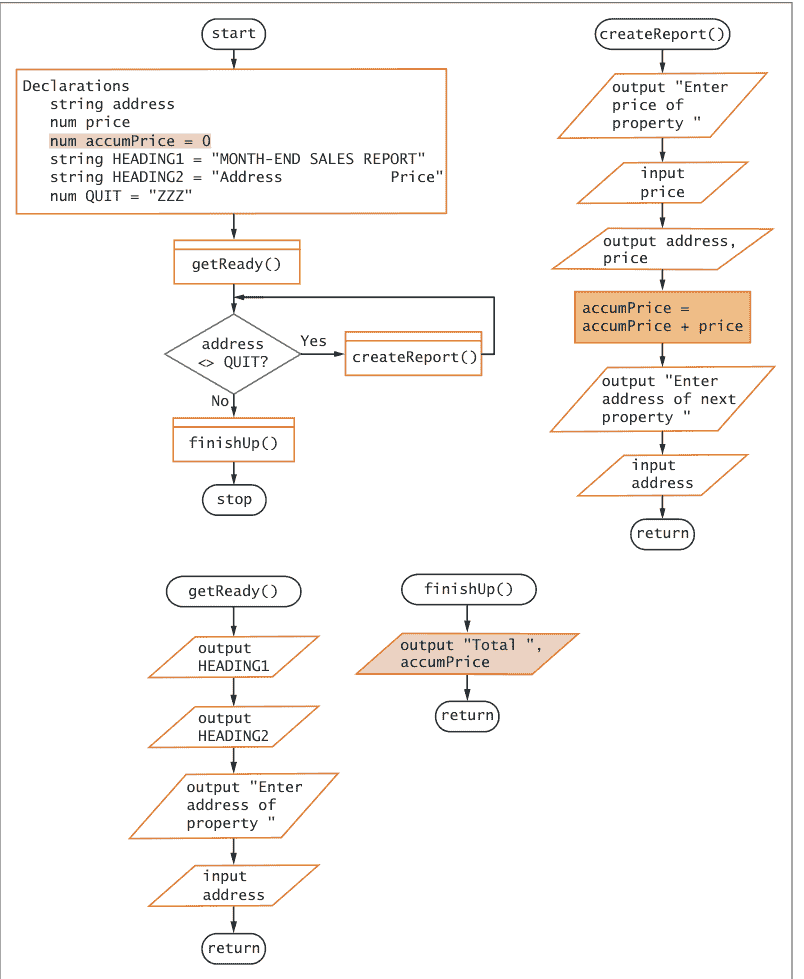 start
Declarations
string address
num price
num accumPrice = 0
string HEADING1 = "MONTH-END SALES REPORT"
string HEADING2 = "Address Price"
num QUIT = "ZZZ"
getReady()
address
<> QUIT?
Yes
createReport()
No
finishUp()
stop
createReport()
output "Enter
price of
property "
input
price
output address,
price
accumPrice =
accumPrice + price
output "Enter
address of next
property "
input
address
return
getReady()
output
HEADING1
output
HEADING2
output "Enter
address of
property "
input
address
return
finishUp()
output "Total ",
accumPrice
return